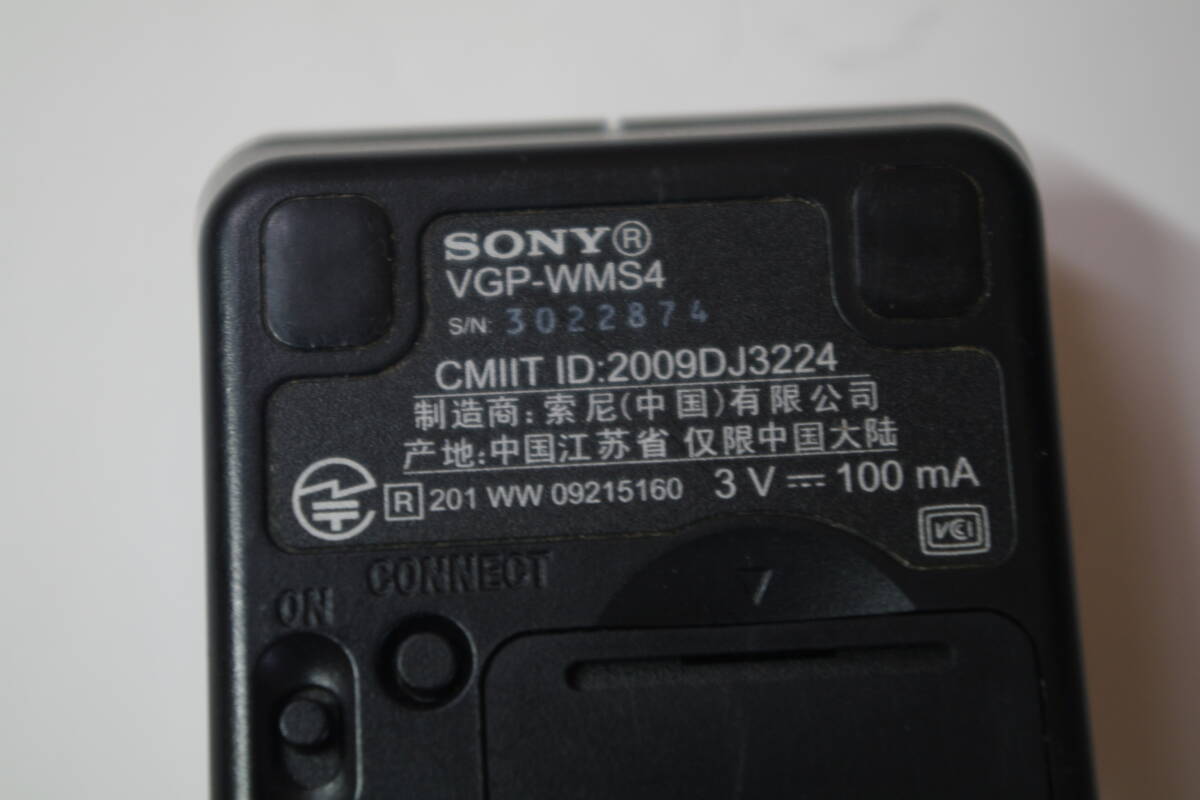 SONY®
VGP-WMS4
S/N: 3022874
CMIIT ID:2009DJ3224
制造商:索尼(中国)有限公司
产地:中国江苏省 仅限中国大陆
R 201 WW 09215160 3 V ⎓ 100 mA
VCCI
CONNECT
ON